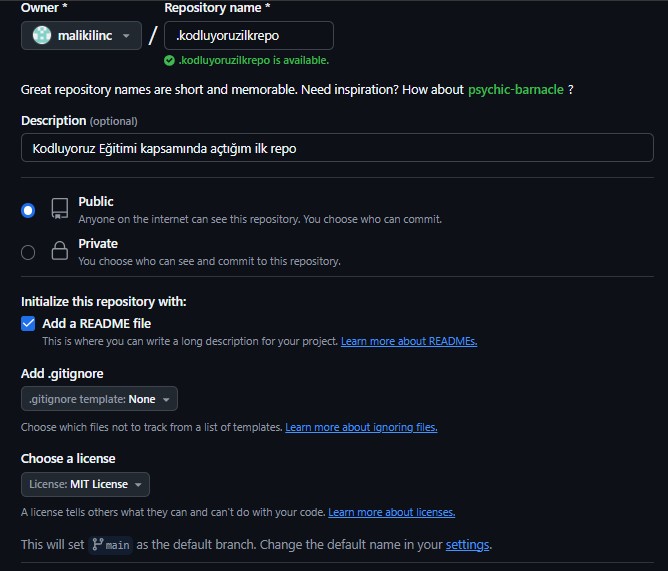 Owner * Repository name *
malikilinc / .kodluyoruzilkrepo
.kodluyoruzilkrepo is available.
Great repository names are short and memorable. Need inspiration? How about psychic-barnacle ?
Description (optional)
Kodluyoruz Eğitimi kapsamında açtığım ilk repo
Public
Anyone on the internet can see this repository. You choose who can commit.
Private
You choose who can see and commit to this repository.
Initialize this repository with:
Add a README file
This is where you can write a long description for your project. Learn more about READMEs.
Add .gitignore
.gitignore template: None
Choose which files not to track from a list of templates. Learn more about ignoring files.
Choose a license
License: MIT License
A license tells others what they can and can't do with your code. Learn more about licenses.
This will set main as the default branch. Change the default name in your settings.